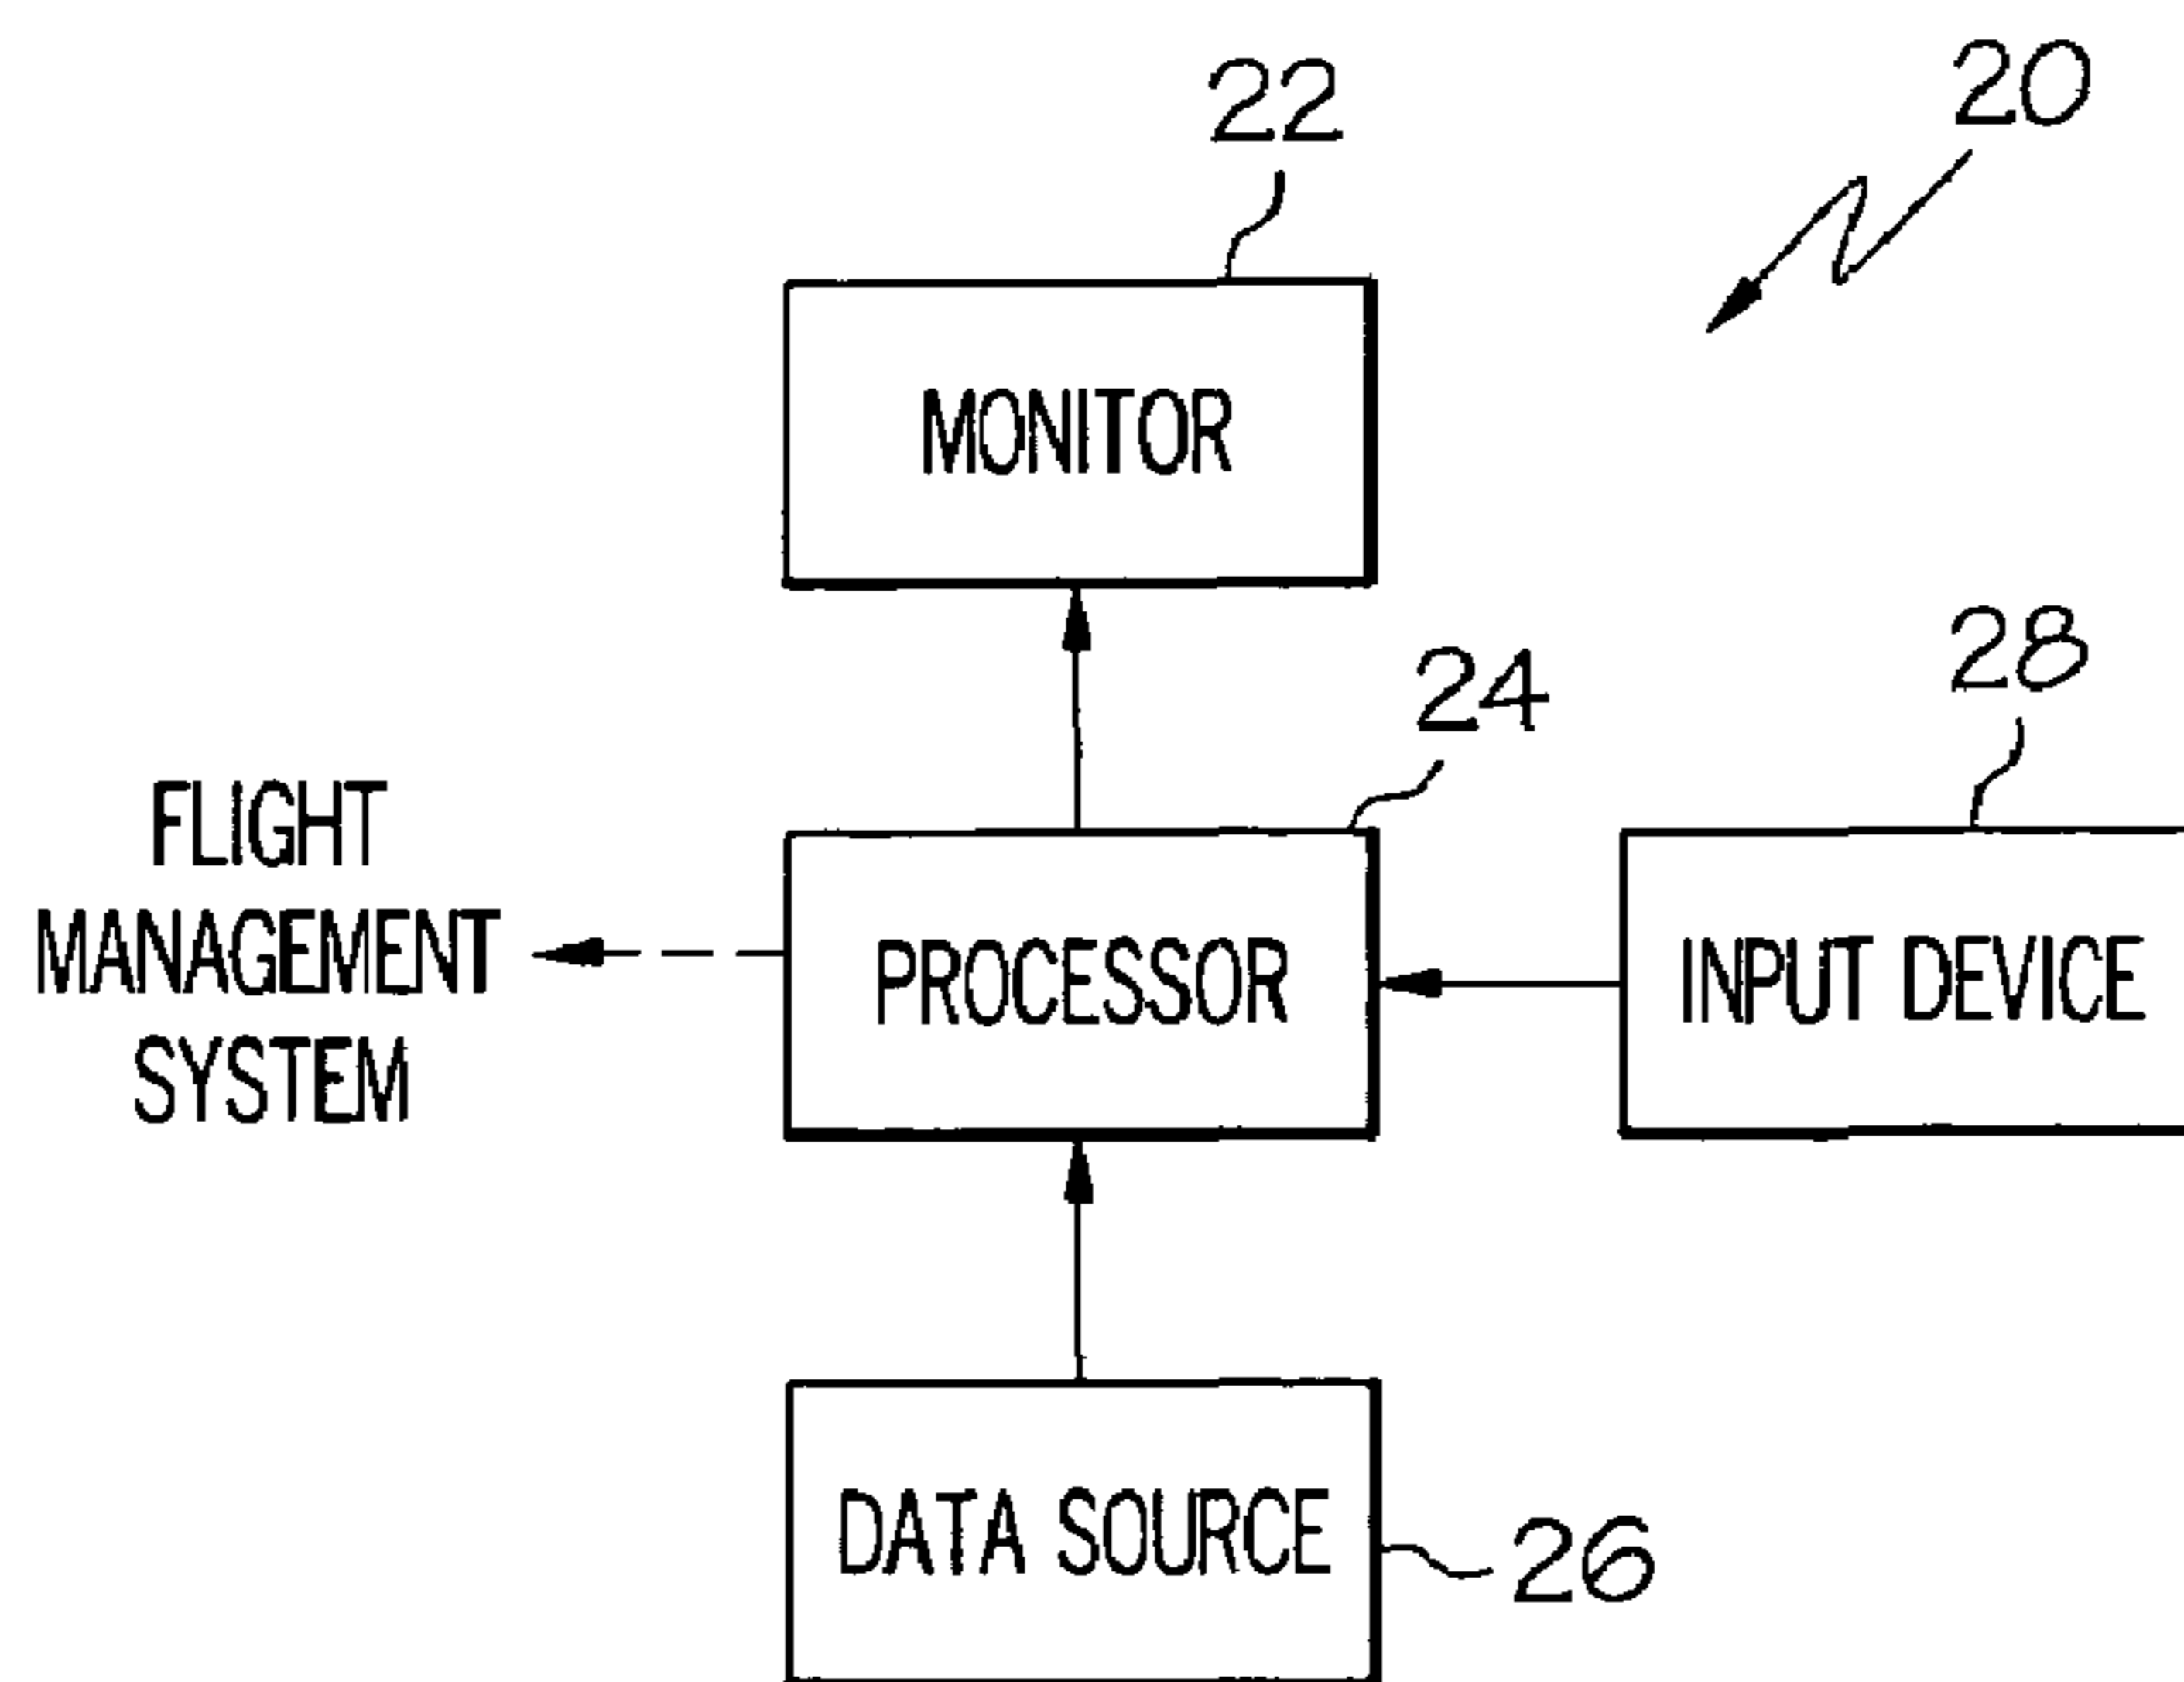 22
20
MONITOR
24
28
FLIGHT
MANAGEMENT
SYSTEM
PROCESSOR
INPUT DEVICE
DATA SOURCE
26